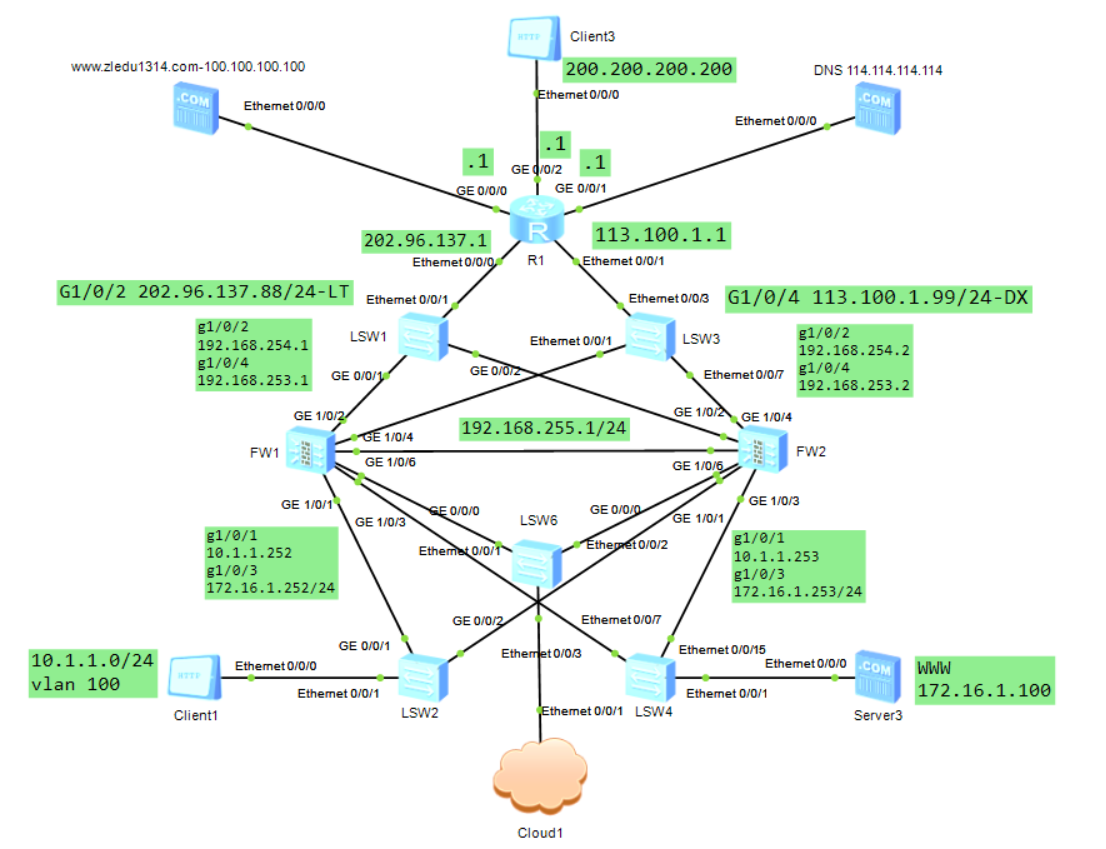 HTTP
Client3
200.200.200.200
www.zledu1314.com-100.100.100.100
DNS 114.114.114.114
.COM
.COM
Ethernet 0/0/0
Ethernet 0/0/0
Ethernet 0/0/0
.1
.1
.1
GE 0/0/2
GE 0/0/0
GE 0/0/1
R
R1
202.96.137.1
113.100.1.1
Ethernet 0/0/0
Ethernet 0/0/1
G1/0/2 202.96.137.88/24-LT
Ethernet 0/0/1
Ethernet 0/0/3
G1/0/4 113.100.1.99/24-DX
g1/0/2
192.168.254.1
g1/0/4
192.168.253.1
LSW1
Ethernet 0/0/1
LSW3
g1/0/2
192.168.254.2
g1/0/4
192.168.253.2
GE 0/0/1
GE 0/0/2
Ethernet 0/0/7
GE 1/0/2
GE 1/0/4
192.168.255.1/24
GE 1/0/2
GE 1/0/4
FW1
GE 1/0/6
GE 1/0/6
FW2
GE 1/0/1
GE 1/0/3
GE 0/0/0
LSW6
GE 0/0/0
GE 1/0/1
GE 1/0/3
Ethernet 0/0/1
Ethernet 0/0/2
g1/0/1
10.1.1.252
g1/0/3
172.16.1.252/24
g1/0/1
10.1.1.253
g1/0/3
172.16.1.253/24
GE 0/0/2
Ethernet 0/0/7
GE 0/0/1
Ethernet 0/0/3
Ethernet 0/0/15
10.1.1.0/24
vlan 100
HTTP
Client1
Ethernet 0/0/0
Ethernet 0/0/1
LSW2
LSW4
Ethernet 0/0/1
Ethernet 0/0/0
.COM
Server3
WWW
172.16.1.100
Ethernet 0/0/1
Cloud1